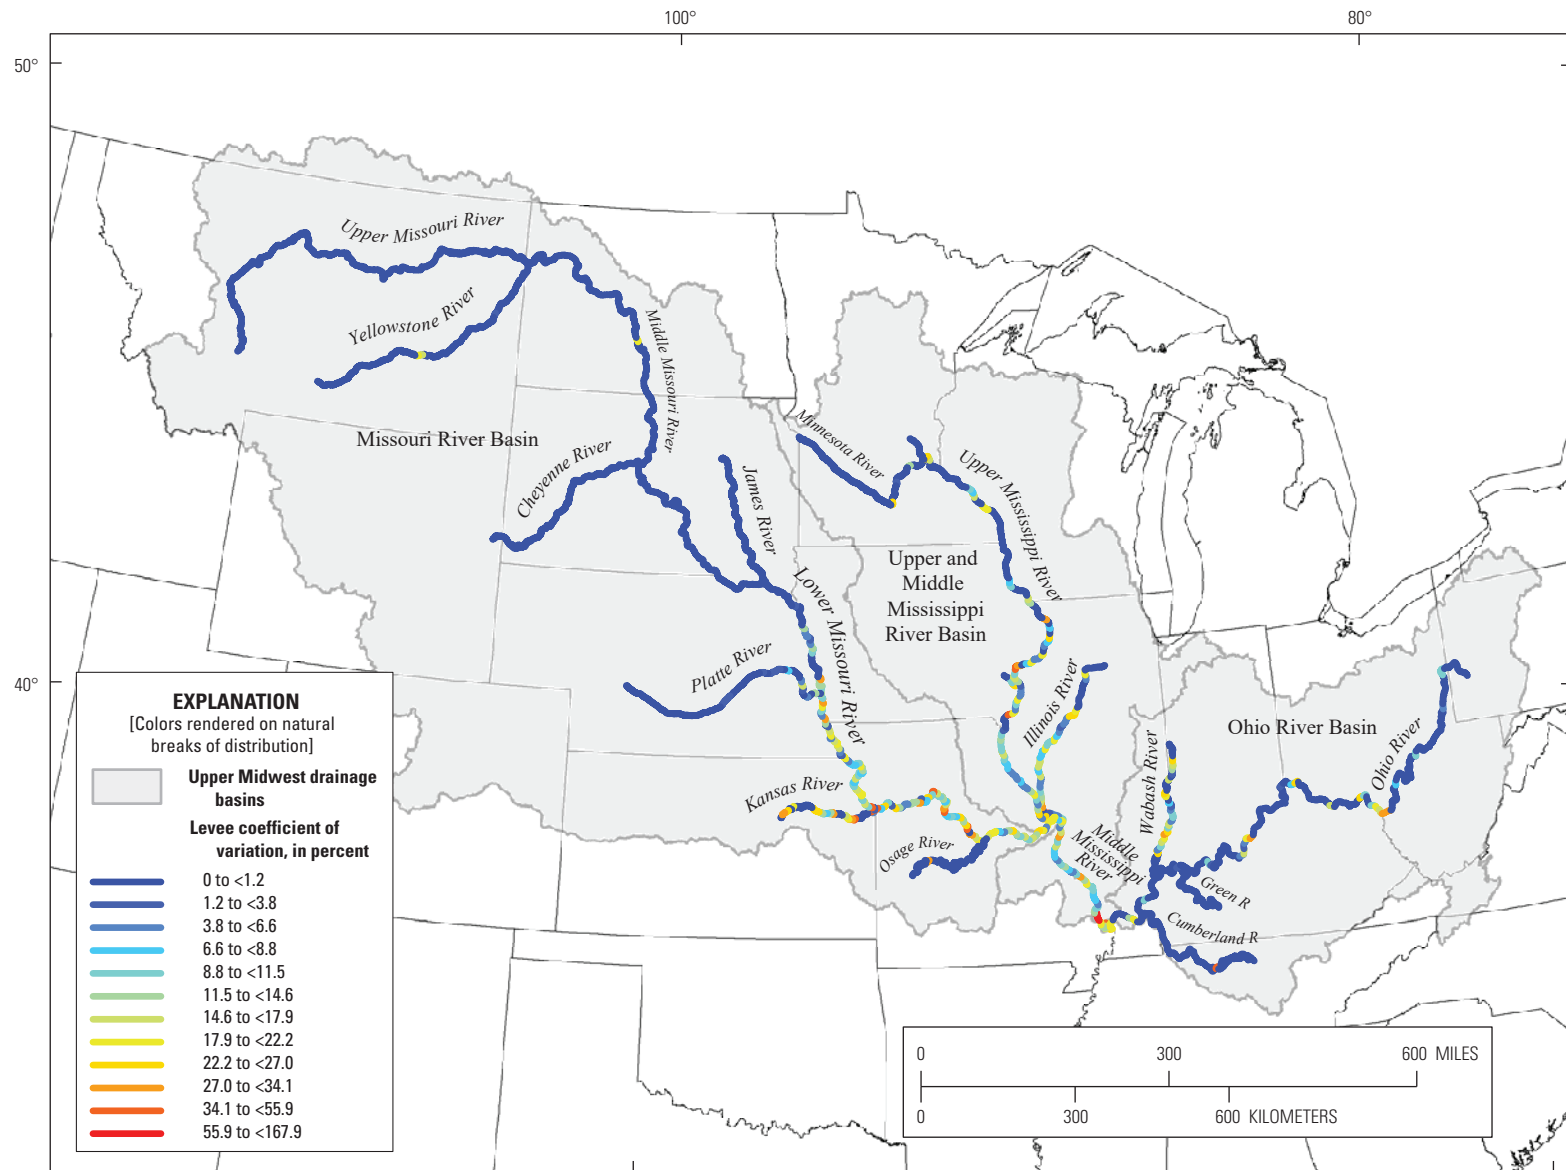 100°
80°
50°
40°
Upper Missouri River
Yellowstone River
Middle Missouri River
Missouri River Basin
Cheyenne River
James River
Minnesota River
Upper Mississippi River
Upper and
Middle
Mississippi
River Basin
Lower Missouri River
Platte River
Illinois River
Kansas River
Osage River
Middle
Mississippi
River
Wabash River
Ohio River Basin
Ohio River
Green R
Cumberland R
EXPLANATION
[Colors rendered on natural
breaks of distribution]
Upper Midwest drainage
basins
Levee coefficient of
variation, in percent
0 to <1.2
1.2 to <3.8
3.8 to <6.6
6.6 to <8.8
8.8 to <11.5
11.5 to <14.6
14.6 to <17.9
17.9 to <22.2
22.2 to <27.0
27.0 to <34.1
34.1 to <55.9
55.9 to <167.9
0 300 600 MILES
0 300 600 KILOMETERS